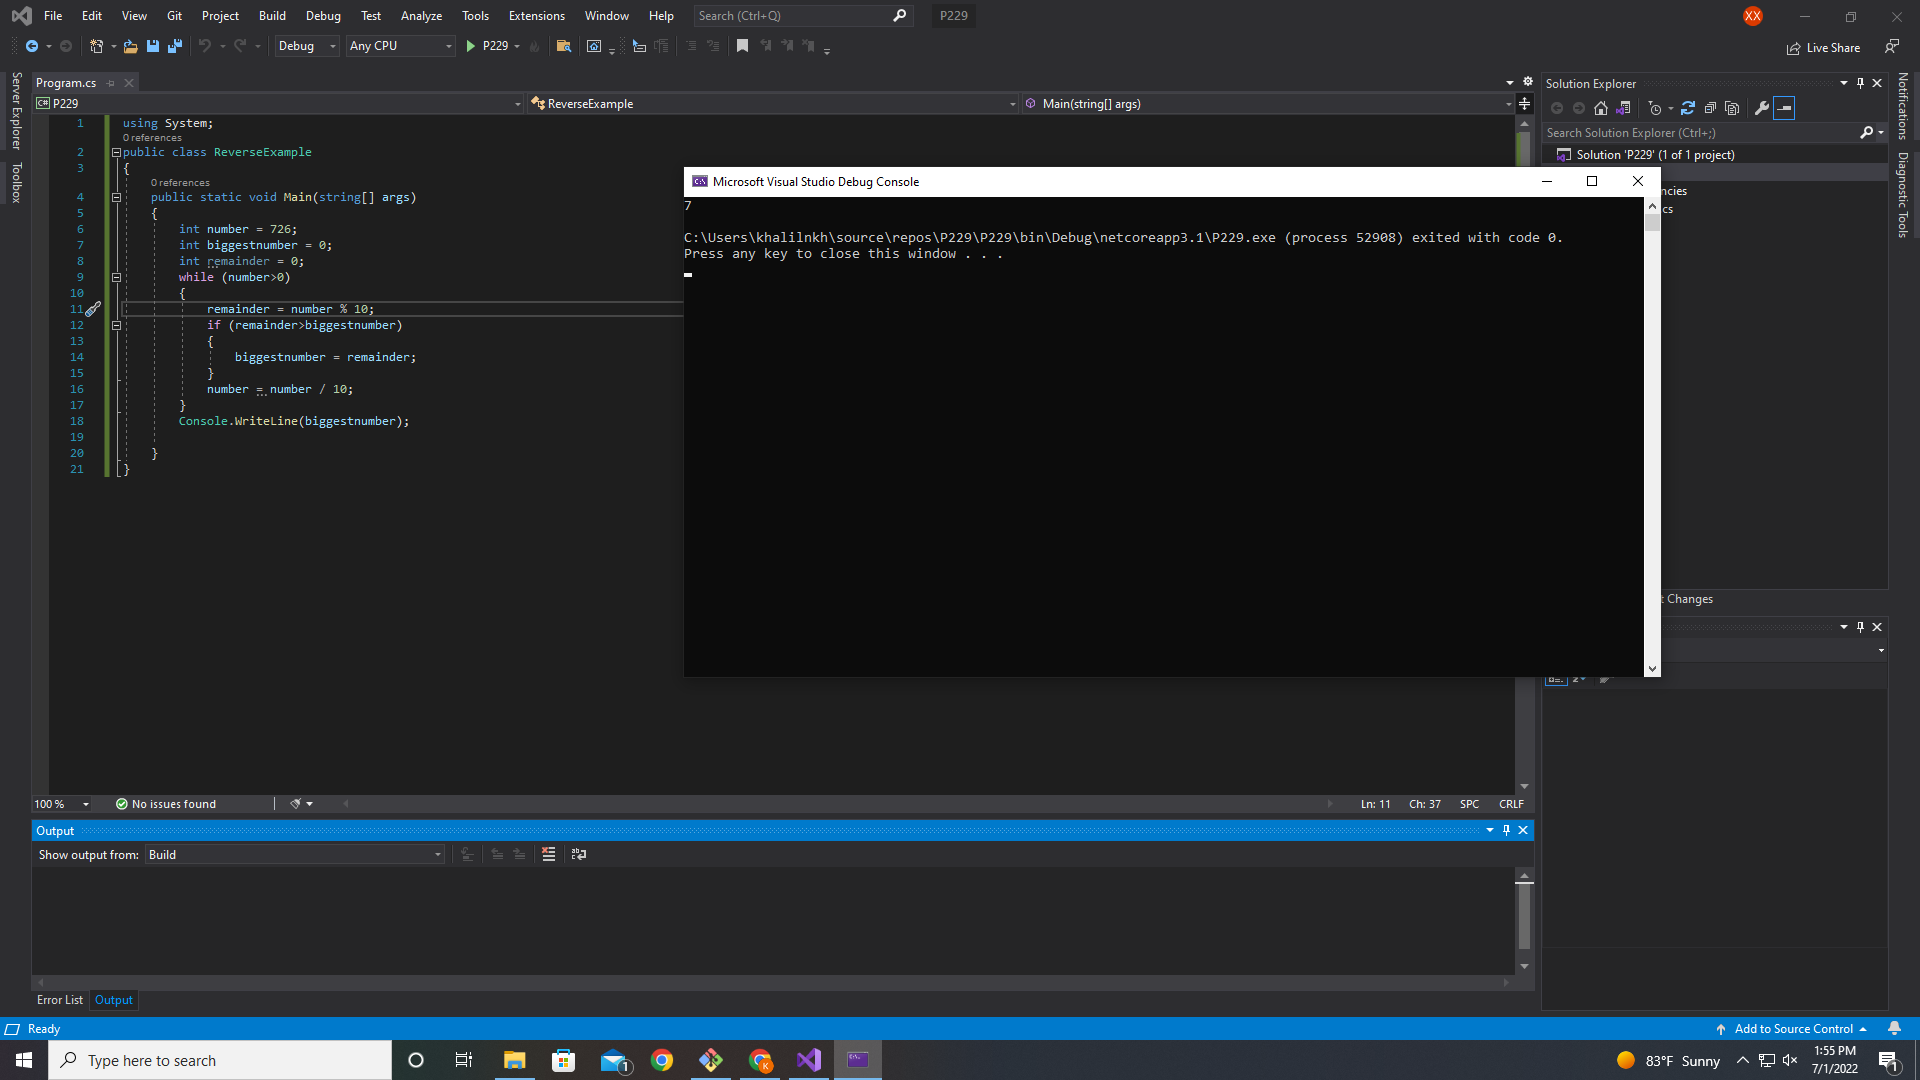 File Edit View Git Project Build Debug Test Analyze Tools Extensions Window Help Search (Ctrl+Q) P229 XX
Debug Any CPU P229 Live Share
Server Explorer
Toolbox
Program.cs
P229 ReverseExample Main(string[] args)
1 using System;
0 references
2 public class ReverseExample
3 {
0 references
4 public static void Main(string[] args)
5 {
6 int number = 726;
7 int biggestnumber = 0;
8 int remainder = 0;
9 while (number>0)
10 {
11 remainder = number % 10;
12 if (remainder>biggestnumber)
13 {
14 biggestnumber = remainder;
15 }
16 number = number / 10;
17 }
18 Console.WriteLine(biggestnumber);
19
20 }
21 }
Microsoft Visual Studio Debug Console
7
C:\Users\khalilnkh\source\repos\P229\P229\bin\Debug\netcoreapp3.1\P229.exe (process 52908) exited with code 0.
Press any key to close this window . . .
Solution Explorer
Search Solution Explorer (Ctrl+;)
Solution 'P229' (1 of 1 project)
ncies
cs
t Changes
Notifications
Diagnostic Tools
100 % No issues found Ln: 11 Ch: 37 SPC CRLF
Output
Show output from: Build
Error List Output
Ready Add to Source Control
Type here to search 1 K 83°F Sunny 1:55 PM
7/1/2022 1